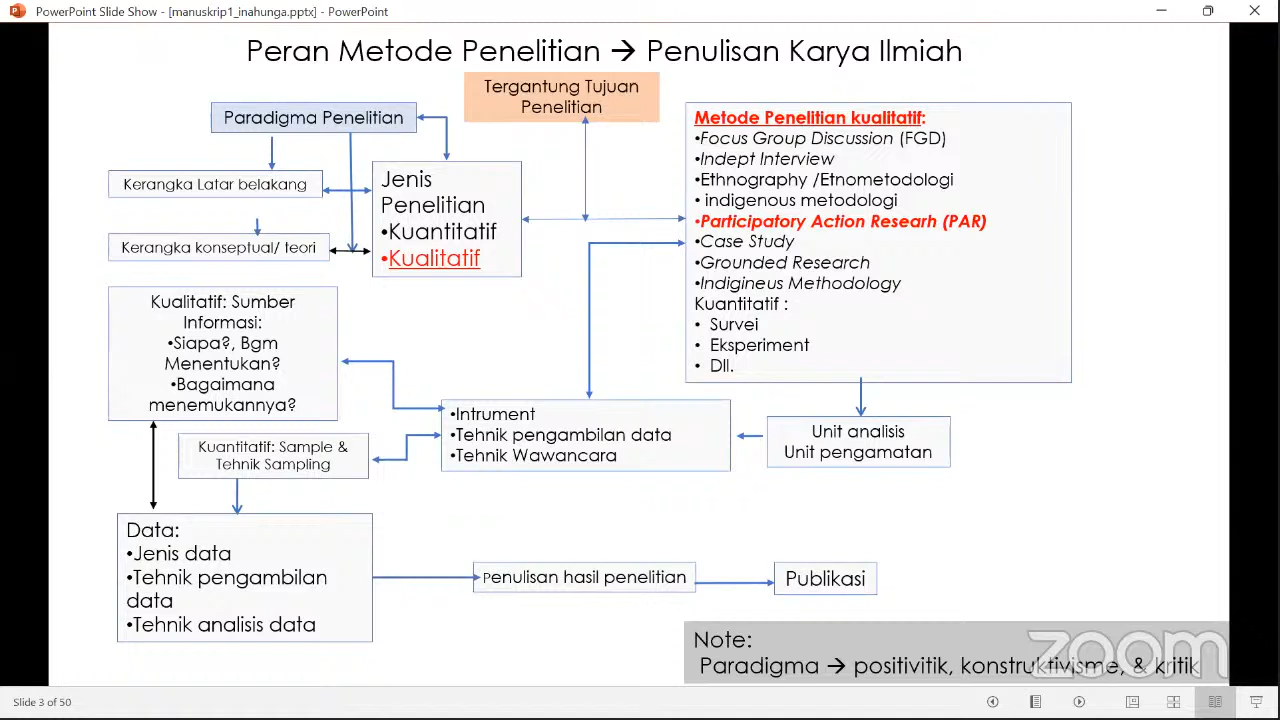 PowerPoint Slide Show - [manuskrip1_inahunga.pptx] - PowerPoint
Peran Metode Penelitian → Penulisan Karya Ilmiah
Tergantung Tujuan
Penelitian
Paradigma Penelitian
Kerangka Latar belakang
Kerangka konseptual/ teori
Jenis
Penelitian
•Kuantitatif
•Kualitatif
Metode Penelitian kualitatif:
•Focus Group Discussion (FGD)
•Indept Interview
•Ethnography /Etnometodologi
• indigenous metodologi
•Participatory Action Researh (PAR)
•Case Study
•Grounded Research
•Indigineus Methodology
Kuantitatif :
• Survei
• Eksperiment
• Dll.
Kualitatif: Sumber
Informasi:
•Siapa?, Bgm
Menentukan?
•Bagaimana
menemukannya?
Kuantitatif: Sample &
Tehnik Sampling
•Intrument
•Tehnik pengambilan data
•Tehnik Wawancara
Unit analisis
Unit pengamatan
Data:
•Jenis data
•Tehnik pengambilan
data
•Tehnik analisis data
Penulisan hasil penelitian
Publikasi
Note:
Paradigma → positivitik, konstruktivisme, & kritik
zoom
Slide 3 of 50